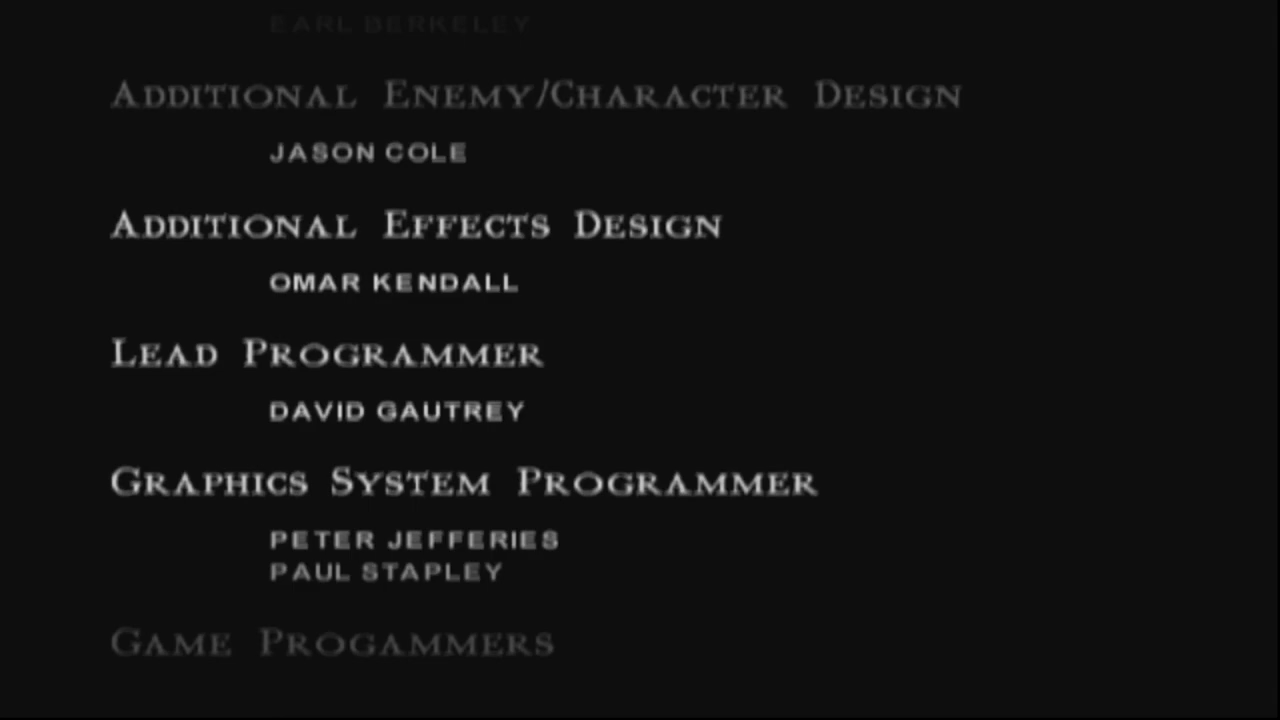 EARL BERKELEY
ADDITIONAL ENEMY/CHARACTER DESIGN
JASON COLE
ADDITIONAL EFFECTS DESIGN
OMAR KENDALL
LEAD PROGRAMMER
DAVID GAUTREY
GRAPHICS SYSTEM PROGRAMMER
PETER JEFFERIES
PAUL STAPLEY
GAME PROGAMMERS